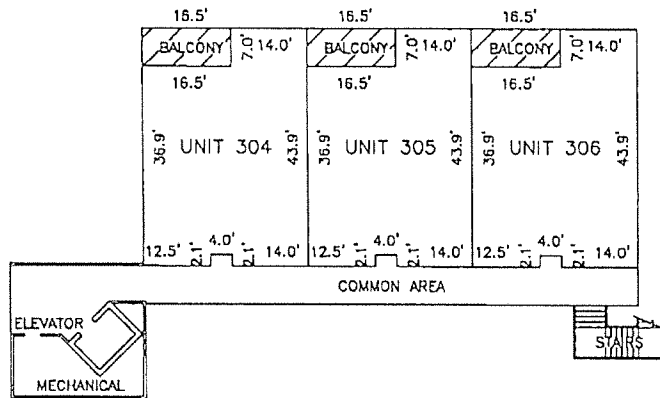 16.5' 16.5' 16.5'
BALCONY 7.0' 14.0' BALCONY 7.0' 14.0' BALCONY 7.0' 14.0'
16.5' 16.5' 16.5'
36.9' UNIT 304 43.9' 36.9' UNIT 305 43.9' 36.9' UNIT 306 43.9'
4.0' 4.0' 4.0'
12.5' 2.1' 2.1' 14.0' 12.5' 2.1' 2.1' 14.0' 12.5' 2.1' 2.1' 14.0'
COMMON AREA
ELEVATOR
STAIRS
MECHANICAL